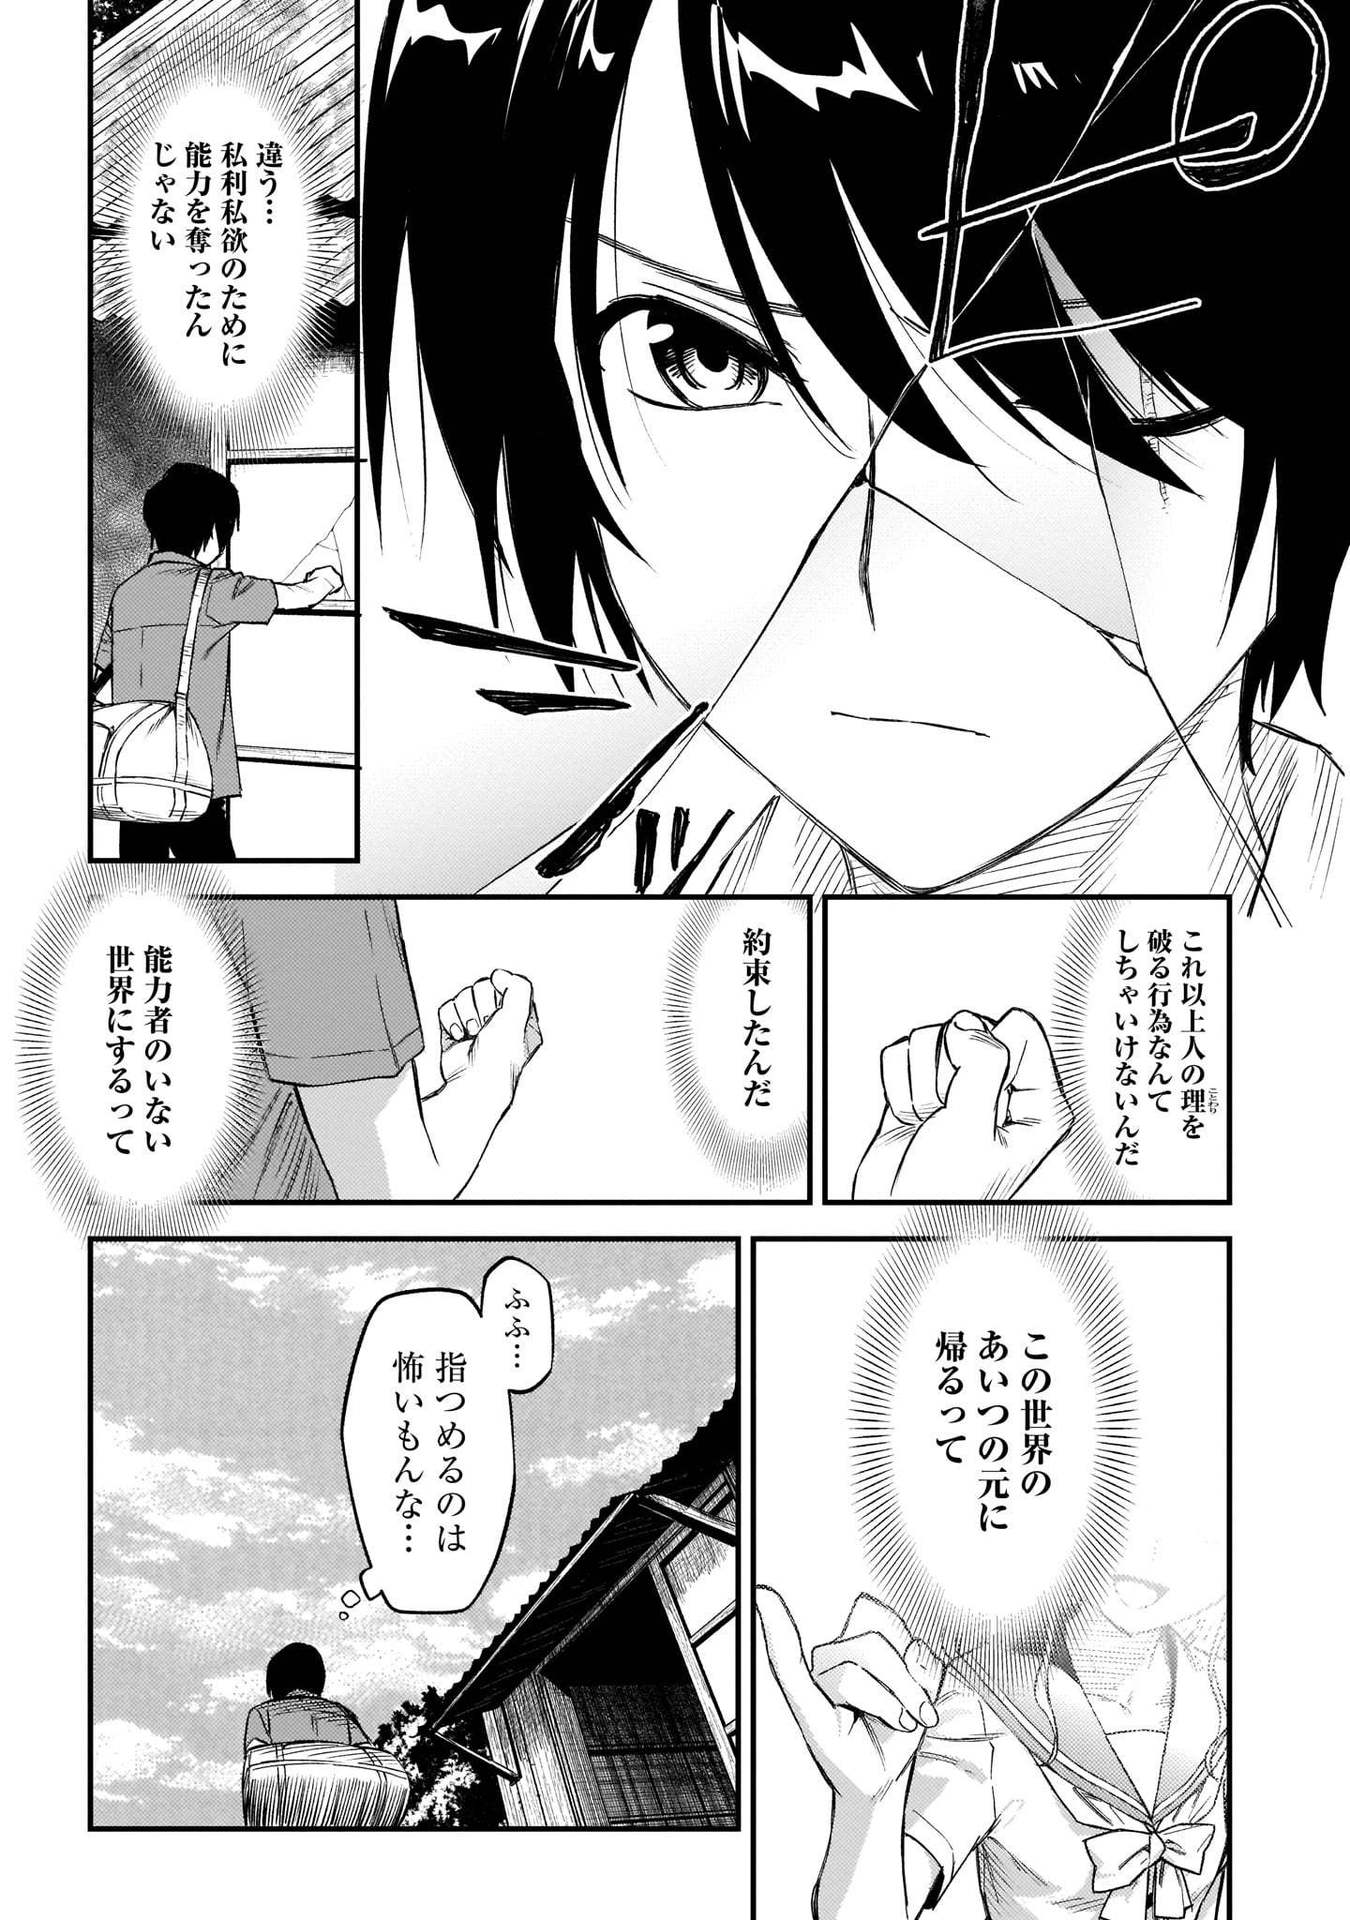 違う…
私利私欲のために
能力を奪ったん
じゃない
これ以上人の理を
ことわり
破る行為なんて
しちゃいけないんだ
約束したんだ
能力者のいない
世界にするって
この世界の
あいつの元に
帰るって
ふふ…
指つめるのは
怖いもんな…